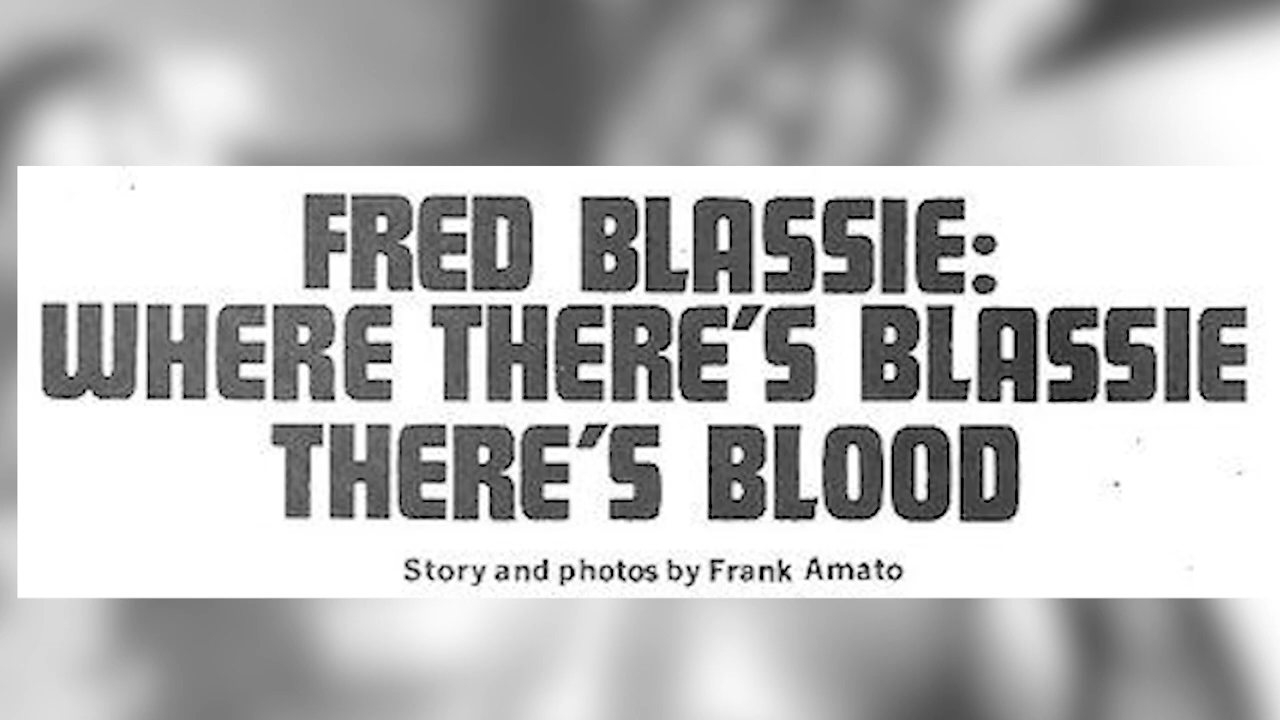 FRED BLASSIE:
WHERE THERE'S BLASSIE
THERE'S BLOOD
Story and photos by Frank Amato